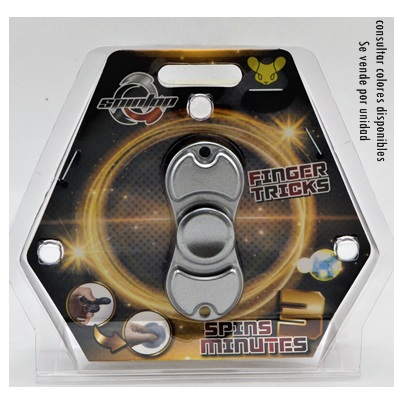 consultar colores disponibles
Se vende por unidad
FINGER
TRICKS
SPINS 3
MINUTES